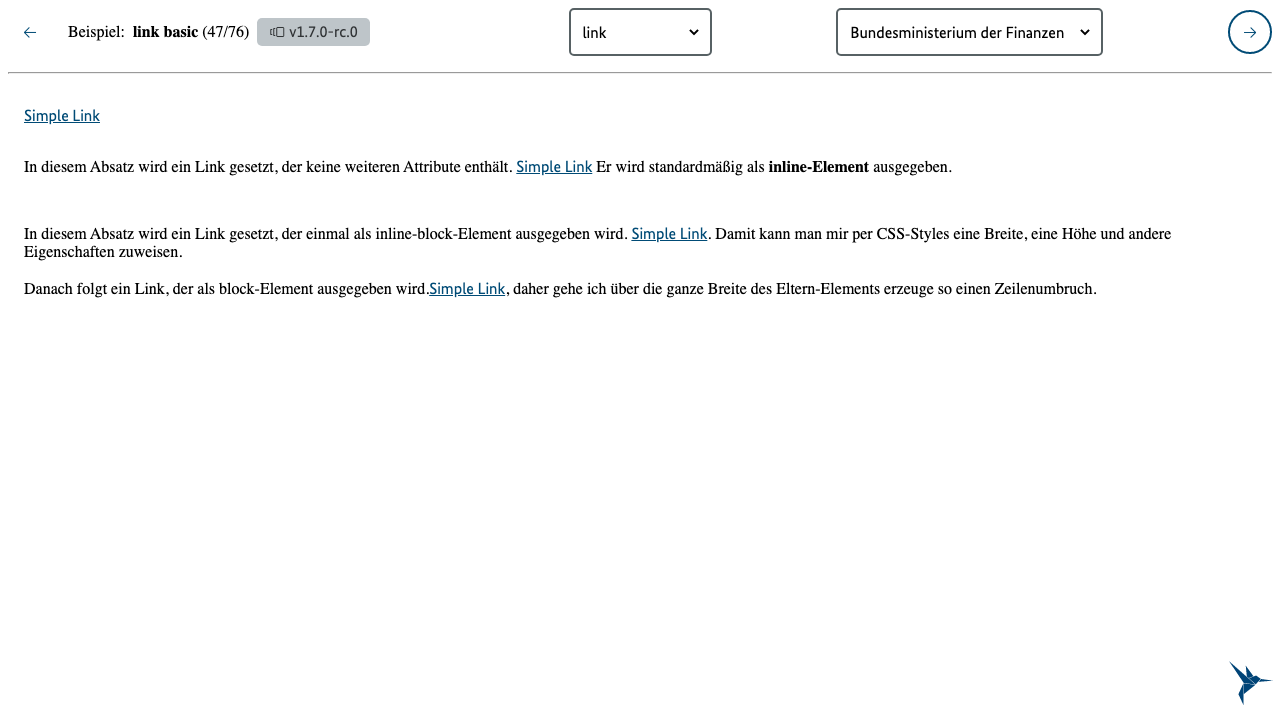 Beispiel: link basic (47/76) v1.7.0-rc.0 link Bundesministerium der Finanzen
Simple Link
In diesem Absatz wird ein Link gesetzt, der keine weiteren Attribute enthält. Simple Link Er wird standardmäßig als inline-Element ausgegeben.
In diesem Absatz wird ein Link gesetzt, der einmal als inline-block-Element ausgegeben wird. Simple Link. Damit kann man mir per CSS-Styles eine Breite, eine Höhe und andere
Eigenschaften zuweisen.
Danach folgt ein Link, der als block-Element ausgegeben wird.Simple Link, daher gehe ich über die ganze Breite des Eltern-Elements erzeuge so einen Zeilenumbruch.